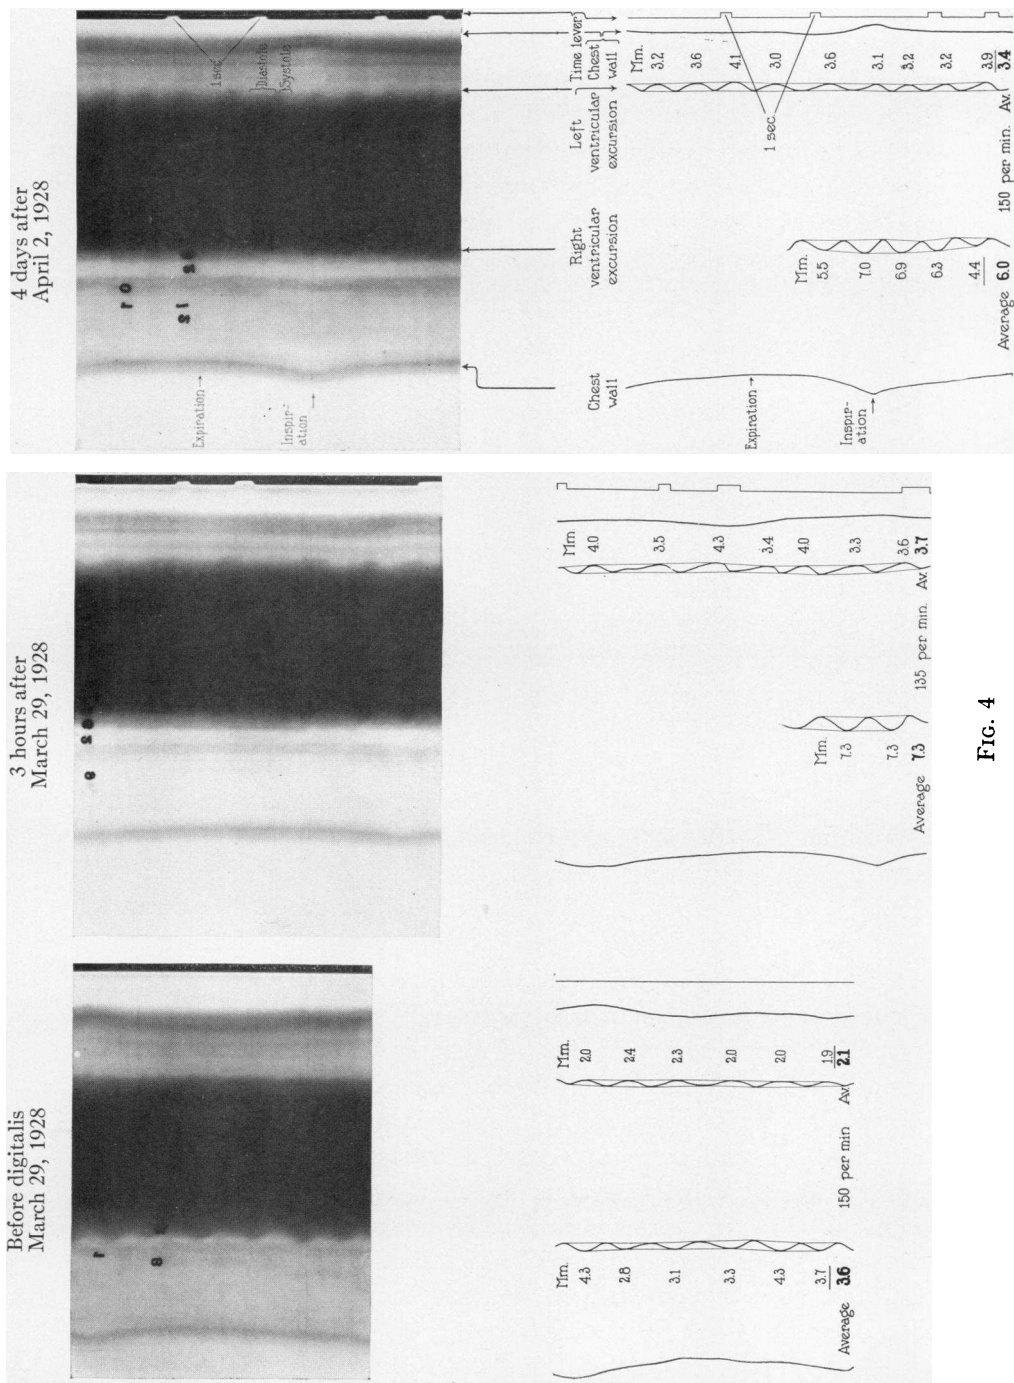 Before digitalis
March 29, 1928
3 hours after
March 29, 1928
4 days after
April 2, 1928
1 sec.
Diastole
Systole
Expiration→
Inspir-
ation →
Time lever
Chest
wall
Left
ventricular
excursion
Right
ventricular
excursion
Chest
wall
Mm.
4.3
2.8
3.1
3.3
4.3
3.7
Average 3.6
150 per min
Mm.
2.0
2.4
2.3
2.0
2.0
1.9
Av. 2.1
Mm.
7.3
7.3
Average 7.3
135 per min.
Mm.
4.0
3.5
4.3
3.4
4.0
3.3
3.6
Av. 3.7
Expiration→
Inspir-
ation →
Mm.
5.5
7.0
6.9
6.3
4.4
Average 6.0
150 per min.
1 sec.
Mm.
3.2
3.6
4.1
3.0
3.6
3.1
3.2
3.2
3.9
Av. 3.4
FIG. 4